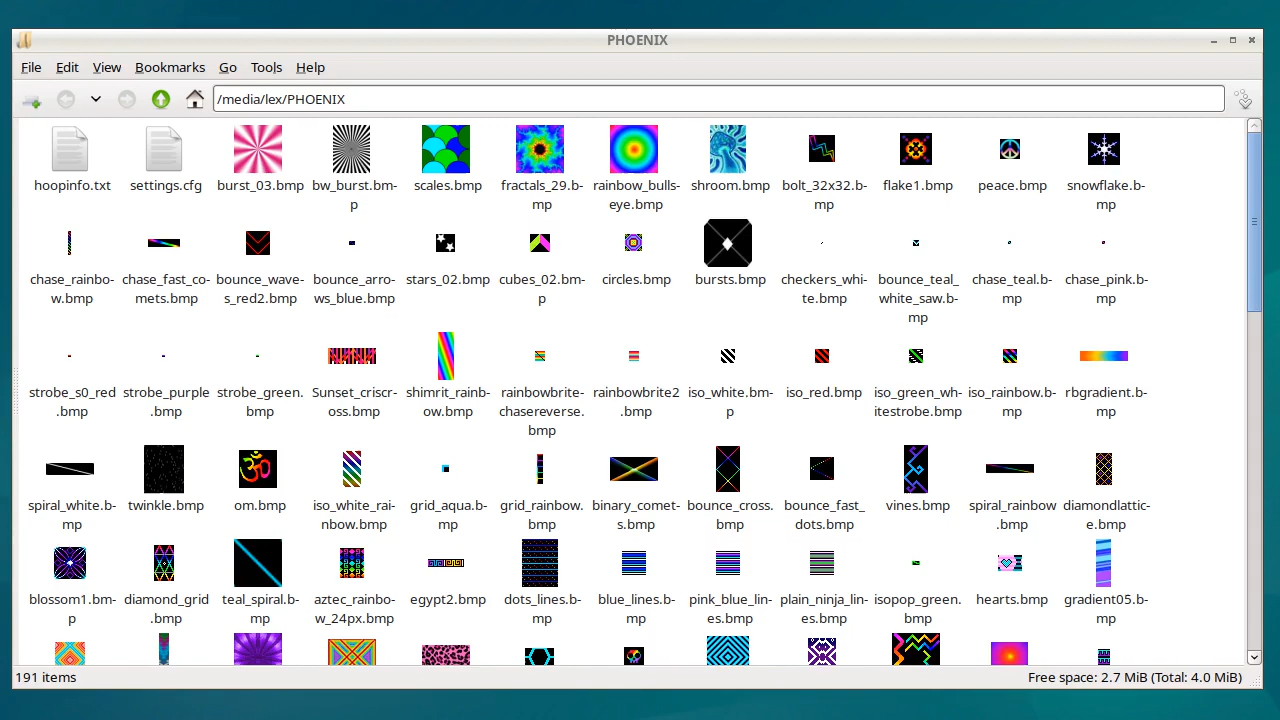 PHOENIX
File Edit View Bookmarks Go Tools Help
/media/lex/PHOENIX
hoopinfo.txt settings.cfg burst_03.bmp bw_burst.bm- scales.bmp fractals_29.b- rainbow_bulls- shroom.bmp bolt_32x32.b- flake1.bmp peace.bmp snowflake.b-
p mp eye.bmp mp mp
chase_rainbo- chase_fast_co- bounce_wave- bounce_arro- stars_02.bmp cubes_02.bm- circles.bmp bursts.bmp checkers_whi- bounce_teal_ chase_teal.b- chase_pink.b-
w.bmp mets.bmp s_red2.bmp ws_blue.bmp p te.bmp white_saw.b- mp mp
mp
strobe_s0_red strobe_purple strobe_green. Sunset_criscr- shimrit_rainb- rainbowbrite- rainbowbrite2 iso_white.bm- iso_red.bmp iso_green_wh- iso_rainbow.b- rbgradient.b-
.bmp .bmp bmp oss.bmp ow.bmp chasereverse. .bmp p itestrobe.bmp mp mp
bmp
spiral_white.b- twinkle.bmp om.bmp iso_white_rai- grid_aqua.b- grid_rainbow. binary_comet- bounce_cross. bounce_fast_ vines.bmp spiral_rainbow diamondlattic-
mp nbow.bmp mp bmp s.bmp bmp dots.bmp .bmp e.bmp
blossom1.bm- diamond_grid teal_spiral.b- aztec_rainbo- egypt2.bmp dots_lines.b- blue_lines.b- pink_blue_lin- plain_ninja_lin- isopop_green. hearts.bmp gradient05.b-
p .bmp mp w_24px.bmp mp mp es.bmp es.bmp bmp mp
191 items Free space: 2.7 MiB (Total: 4.0 MiB)